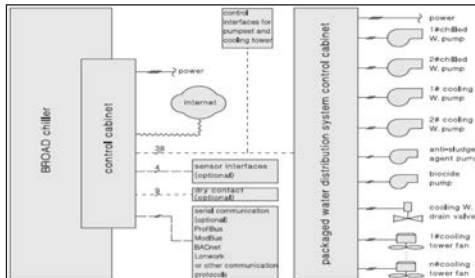 BROAD chiller
control cabinet
control
interfaces for
pumpset and
cooling tower
power
internet
38
4
sensor interfaces
(optional)
8
dry contact
(optional)
serial communication
(optional)
ProfiBus
ModBus
BACnet
Lonwork
or other communication
protocols
packaged water distribution system control cabinet
power
1#chilled
W. pump
2#chilled
W. pump
1# cooling
W. pump
2# cooling
W. pump
anti-sludge
agent pump
biocide
pump
cooling W.
drain valve
1#cooling
tower fan
n#cooling
tower fan